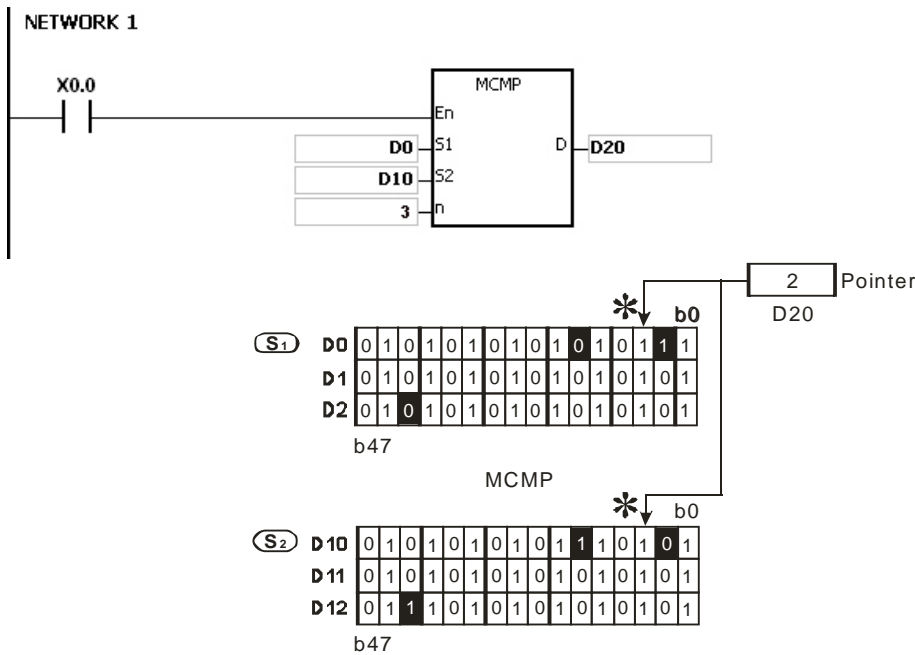 NETWORK 1
X0.0
MCMP
En
D0 S1 D D20
D10 S2
3 n
2 Pointer
D20
* b0
S1 D0 0 1 0 1 0 1 0 1 0 1 0 1 0 1 1 1
D1 0 1 0 1 0 1 0 1 0 1 0 1 0 1 0 1
D2 0 1 0 1 0 1 0 1 0 1 0 1 0 1 0 1
b47
MCMP
* b0
S2 D10 0 1 0 1 0 1 0 1 0 1 1 1 0 1 0 1
D11 0 1 0 1 0 1 0 1 0 1 0 1 0 1 0 1
D12 0 1 1 1 0 1 0 1 0 1 0 1 0 1 0 1
b47